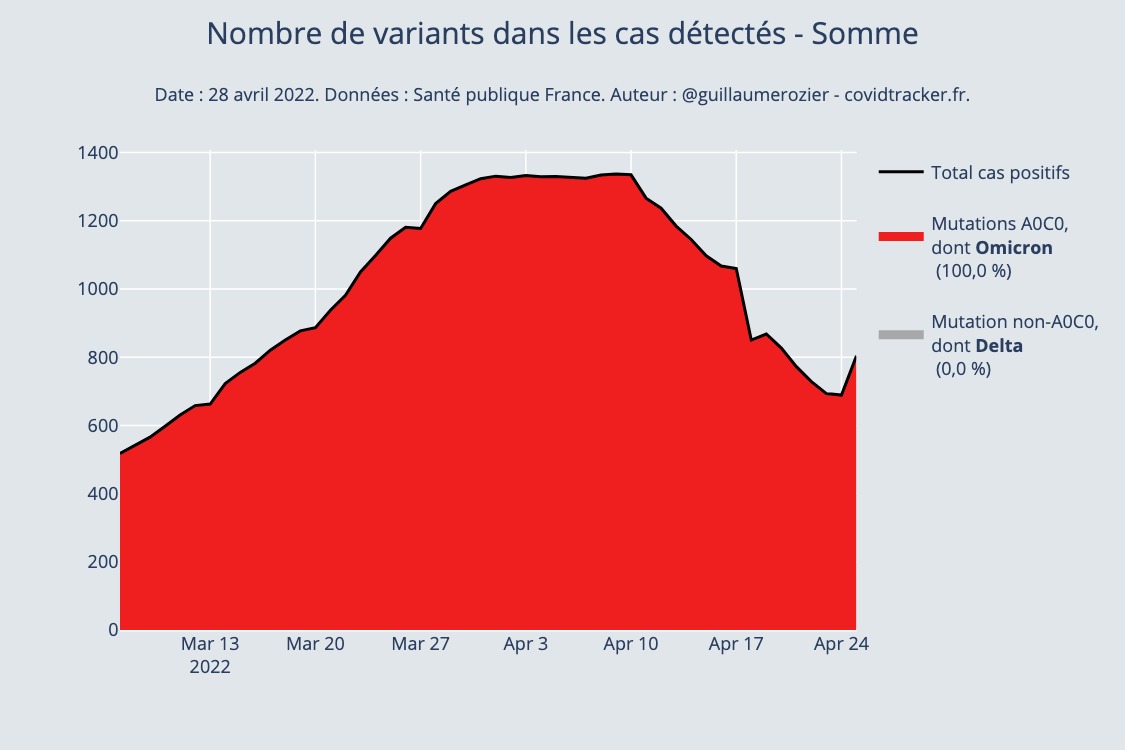 Nombre de variants dans les cas détectés - Somme
Date : 28 avril 2022. Données : Santé publique France. Auteur : @guillaumerozier - covidtracker.fr.
1400
1200
1000
800
600
400
200
0
Mar 13
2022
Mar 20
Mar 27
Apr 3
Apr 10
Apr 17
Apr 24
Total cas positifs
Mutations A0C0,
dont Omicron
(100,0 %)
Mutation non-A0C0,
dont Delta
(0,0 %)